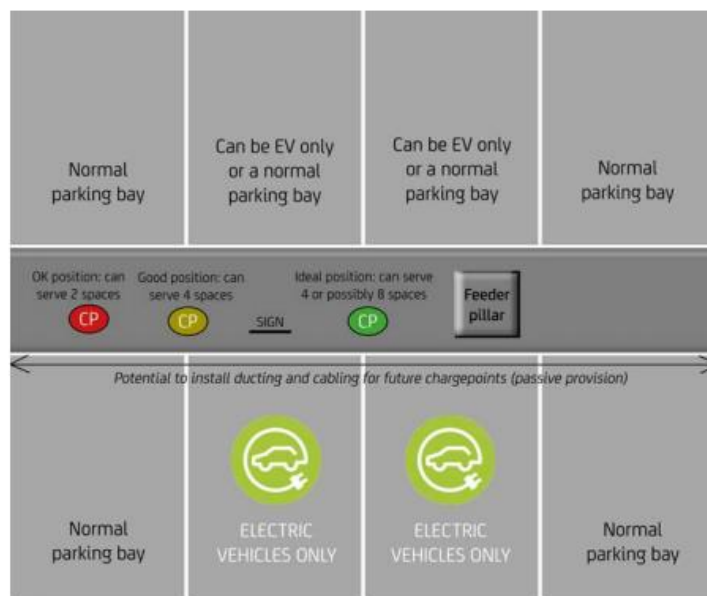 Normal
parking bay
Can be EV only
or a normal
parking bay
Can be EV only
or a normal
parking bay
Normal
parking bay
OK position: can
serve 2 spaces
CP
Good position: can
serve 4 spaces
CP
SIGN
Ideal position: can serve
4 or possibly 8 spaces
CP
Feeder
pillar
Potential to install ducting and cabling for future chargepoints (passive provision)
Normal
parking bay
ELECTRIC
VEHICLES ONLY
ELECTRIC
VEHICLES ONLY
Normal
parking bay